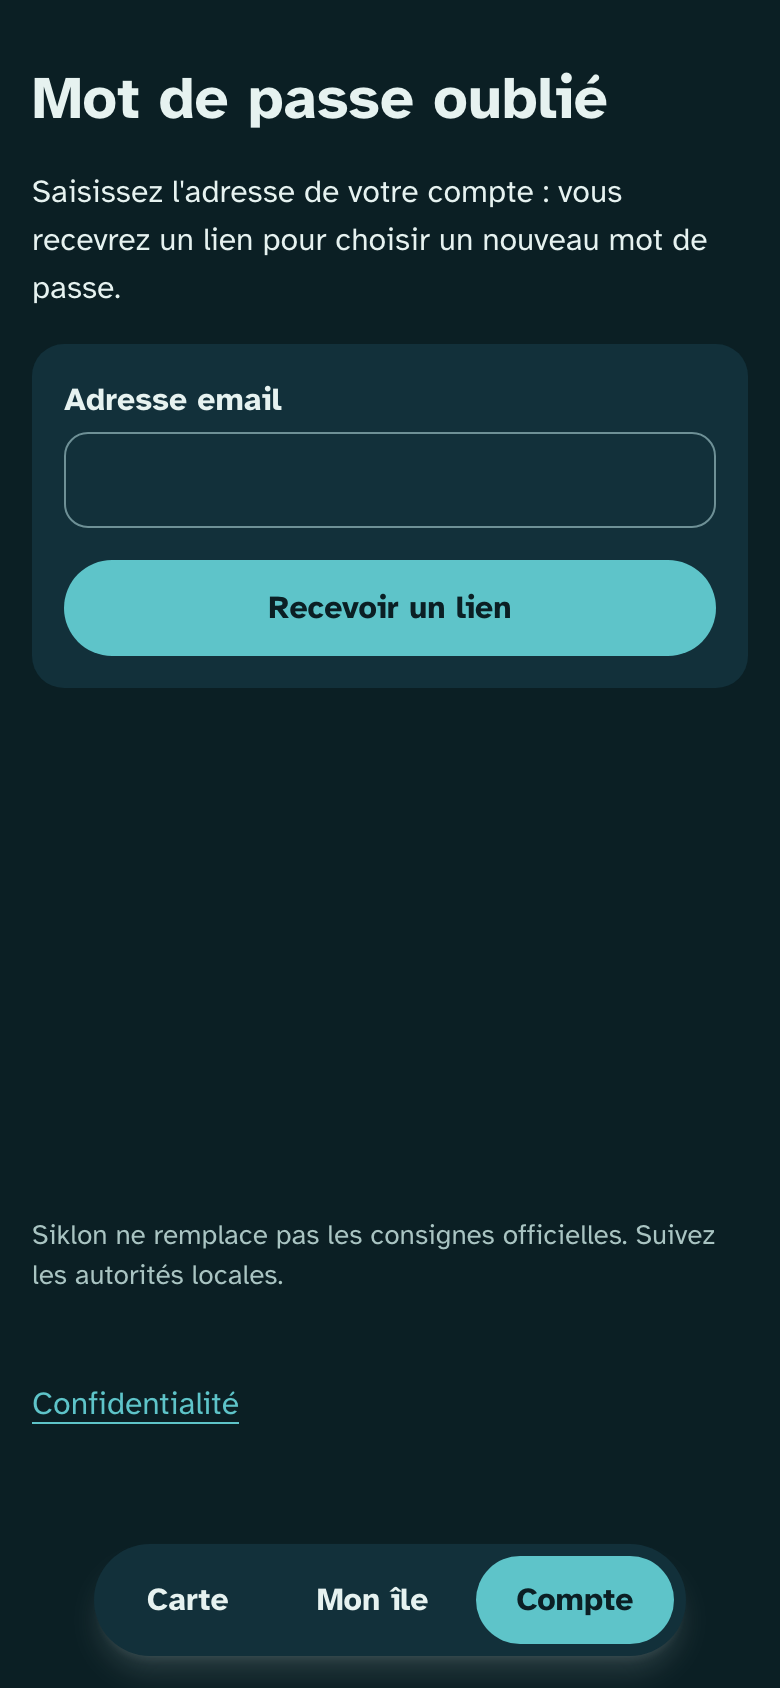 Mot de passe oublié
Saisissez l'adresse de votre compte : vous
recevrez un lien pour choisir un nouveau mot de
passe.
Adresse email
Recevoir un lien
Siklon ne remplace pas les consignes officielles. Suivez
les autorités locales.
Confidentialité
Carte
Mon île
Compte